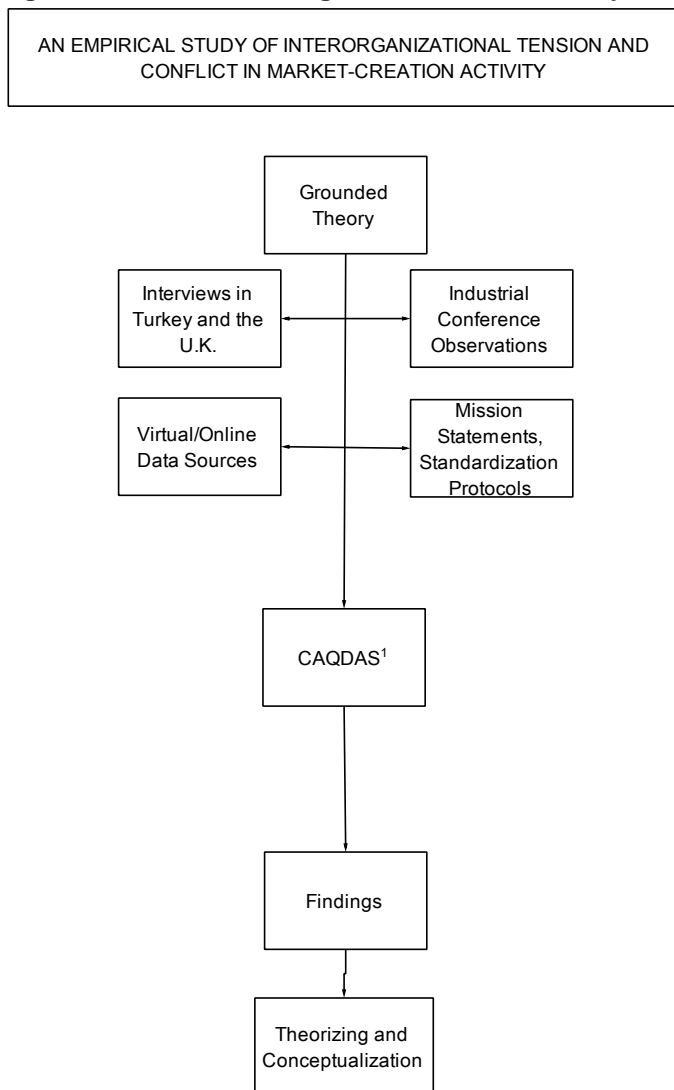 AN EMPIRICAL STUDY OF INTERORGANIZATIONAL TENSION AND
CONFLICT IN MARKET-CREATION ACTIVITY
Grounded
Theory
Interviews in
Turkey and the
U.K.
Industrial
Conference
Observations
Virtual/Online
Data Sources
Mission
Statements,
Standardization
Protocols
CAQDAS¹
Findings
Theorizing and
Conceptualization